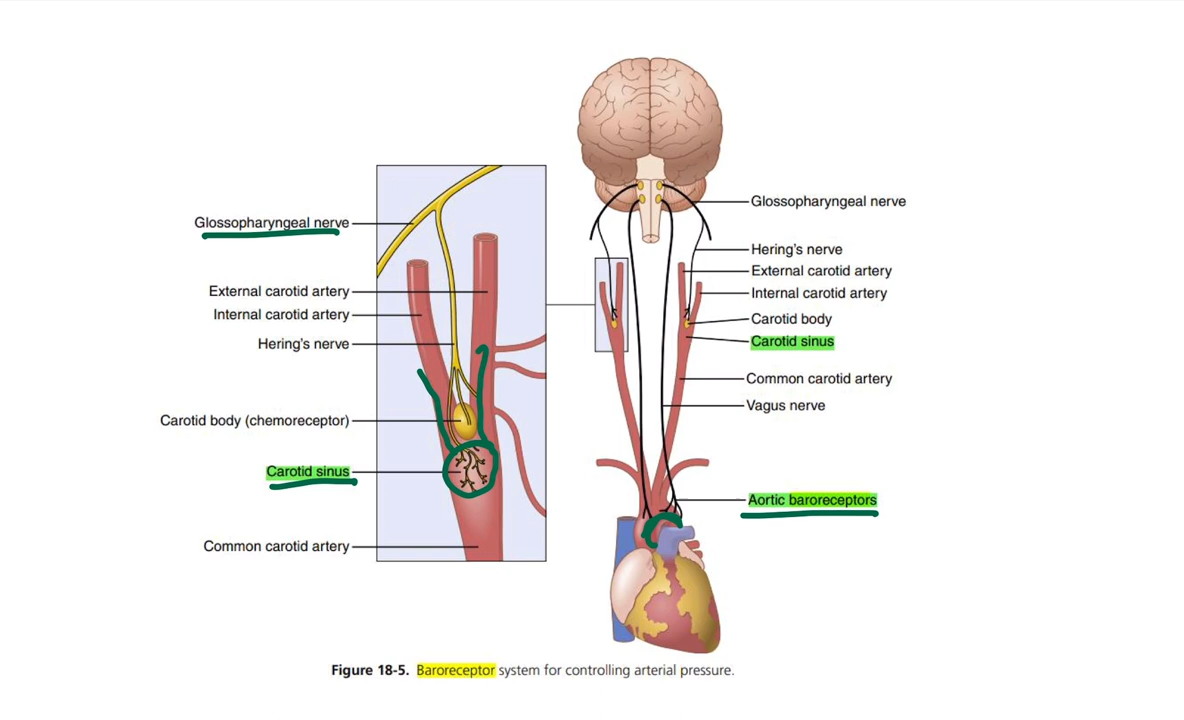 Glossopharyngeal nerve
External carotid artery
Internal carotid artery
Hering's nerve
Carotid body (chemoreceptor)
Carotid sinus
Common carotid artery
Glossopharyngeal nerve
Hering's nerve
External carotid artery
Internal carotid artery
Carotid body
Carotid sinus
Common carotid artery
Vagus nerve
Aortic baroreceptors
Figure 18-5. Baroreceptor system for controlling arterial pressure.